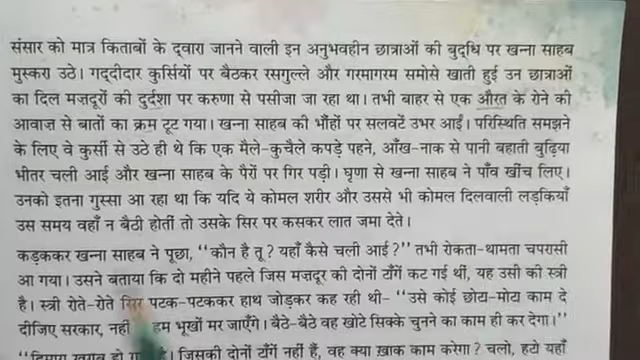 संसार को मात्र किताबों के द्वारा जानने वाली इन अनुभवहीन छात्राओं की बुद्धि पर खन्ना साहब
मुस्करा उठे। गद्दीदार कुर्सियों पर बैठकर रसगुल्ले और गरमागरम समोसे खाती हुई उन छात्राओं
का दिल मज़दूरों की दुर्दशा पर करुणा से पसीजा जा रहा था। तभी बाहर से एक औरत के रोने की
आवाज़ से बातों का क्रम टूट गया। खन्ना साहब की भौंहों पर सलवटें उभर आईं। परिस्थिति समझने
के लिए वे कुर्सी से उठे ही थे कि एक मैले-कुचैले कपड़े पहने, आँख-नाक से पानी बहाती बुढ़िया
भीतर चली आई और खन्ना साहब के पैरों पर गिर पड़ी। घृणा से खन्ना साहब ने पाँव खींच लिए।
उनको इतना गुस्सा आ रहा था कि यदि ये कोमल शरीर और उससे भी कोमल दिलवाली लड़कियाँ
उस समय वहाँ न बैठी होतीं तो उसके सिर पर कसकर लात जमा देते।
कड़ककर खन्ना साहब ने पूछा, “कौन है तू? यहाँ कैसे चली आई?” तभी रोकता-थामता चपरासी
आ गया। उसने बताया कि दो महीने पहले जिस मज़दूर की दोनों टाँगें कट गई थीं, यह उसी की स्त्री
है। स्त्री रोते-रोते सिर पटक-पटककर हाथ जोड़कर कह रही थी- “उसे कोई छोटा-मोटा काम दे
दीजिए सरकार, नहीं हम भूखों मर जाएँगे। बैठे-बैठे वह खोटे सिक्के चुनने का काम ही कर देगा।”
“दिमाग खराब हो गया है। जिसकी दोनों टाँगें नहीं हैं, वह क्या ख़ाक काम करेगा? चलो, हटो यहाँ